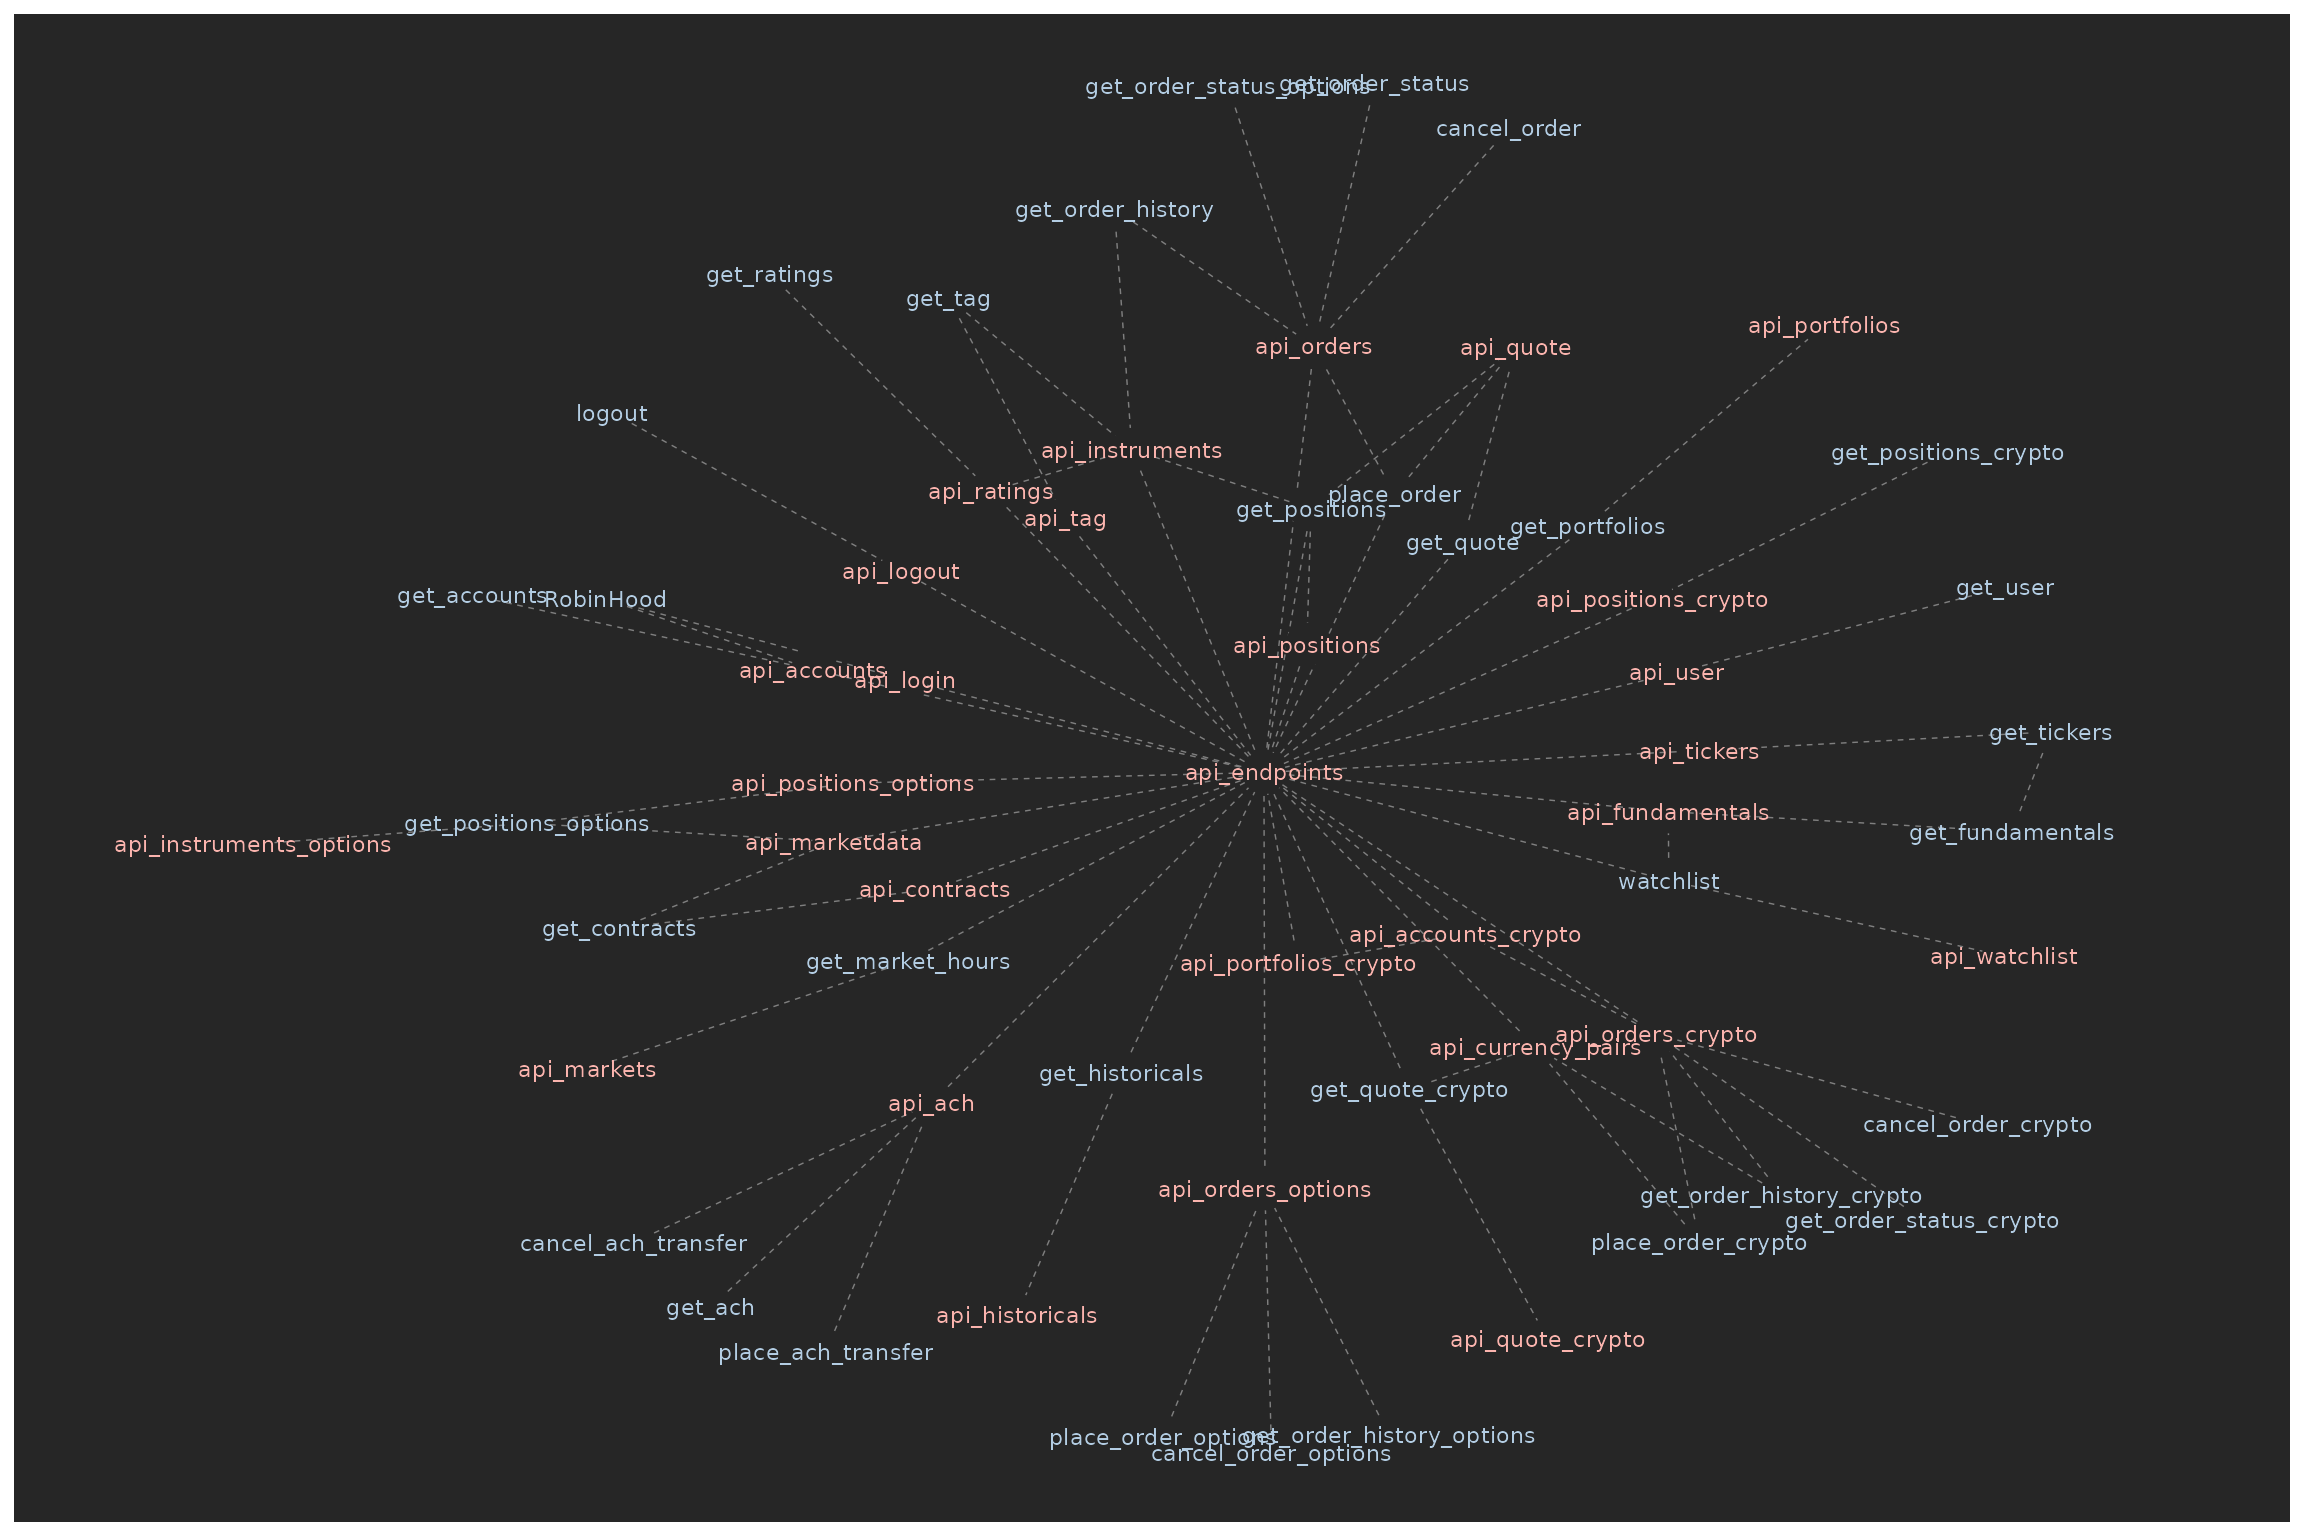 get_order_status_options
get_order_status
cancel_order
get_order_history
get_ratings
get_tag
api_portfolios
api_orders
api_quote
logout
api_instruments
get_positions_crypto
api_ratings
place_order
get_positions
api_tag
get_portfolios
get_quote
api_logout
get_user
get_accounts
RobinHood
api_positions_crypto
api_positions
api_accounts
api_user
api_login
get_tickers
api_tickers
api_endpoints
api_positions_options
api_fundamentals
get_positions_options
get_fundamentals
api_instruments_options
api_marketdata
watchlist
api_contracts
get_contracts
api_accounts_crypto
api_watchlist
get_market_hours
api_portfolios_crypto
api_orders_crypto
api_currency_pairs
api_markets
get_historicals
get_quote_crypto
api_ach
cancel_order_crypto
api_orders_options
get_order_history_crypto
get_order_status_crypto
cancel_ach_transfer
place_order_crypto
get_ach
api_historicals
api_quote_crypto
place_ach_transfer
place_order_options
get_order_history_options
cancel_order_options